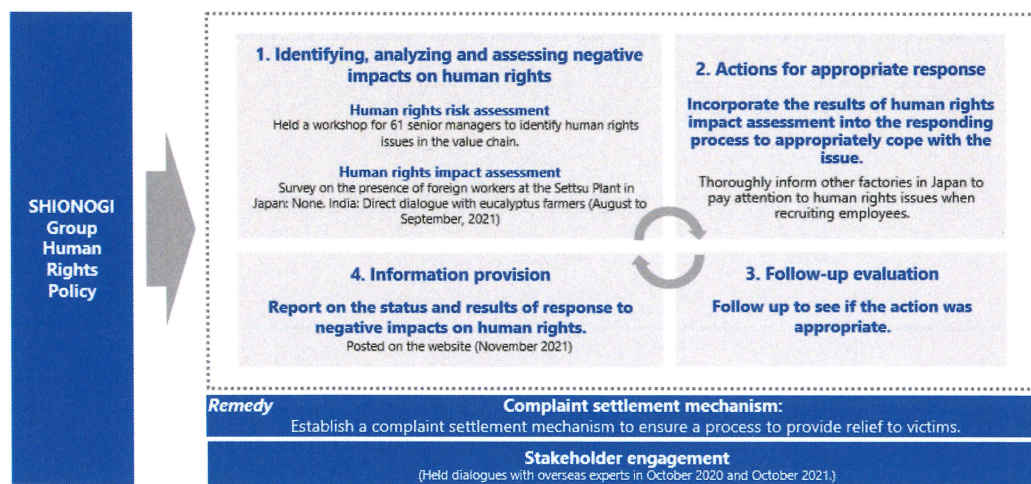 SHIONOGI
Group
Human
Rights
Policy
1. Identifying, analyzing and assessing negative
impacts on human rights
Human rights risk assessment
Held a workshop for 61 senior managers to identify human rights
issues in the value chain.
Human rights impact assessment
Survey on the presence of foreign workers at the Settsu Plant in
Japan: None. India: Direct dialogue with eucalyptus farmers (August to
September, 2021)
2. Actions for appropriate response
Incorporate the results of human rights
impact assessment into the responding
process to appropriately cope with the
issue.
Thoroughly inform other factories in Japan to
pay attention to human rights issues when
recruiting employees.
4. Information provision
Report on the status and results of response to
negative impacts on human rights.
Posted on the website (November 2021)
3. Follow-up evaluation
Follow up to see if the action was
appropriate.
Remedy Complaint settlement mechanism:
Establish a complaint settlement mechanism to ensure a process to provide relief to victims.
Stakeholder engagement
(Held dialogues with overseas experts in October 2020 and October 2021.)